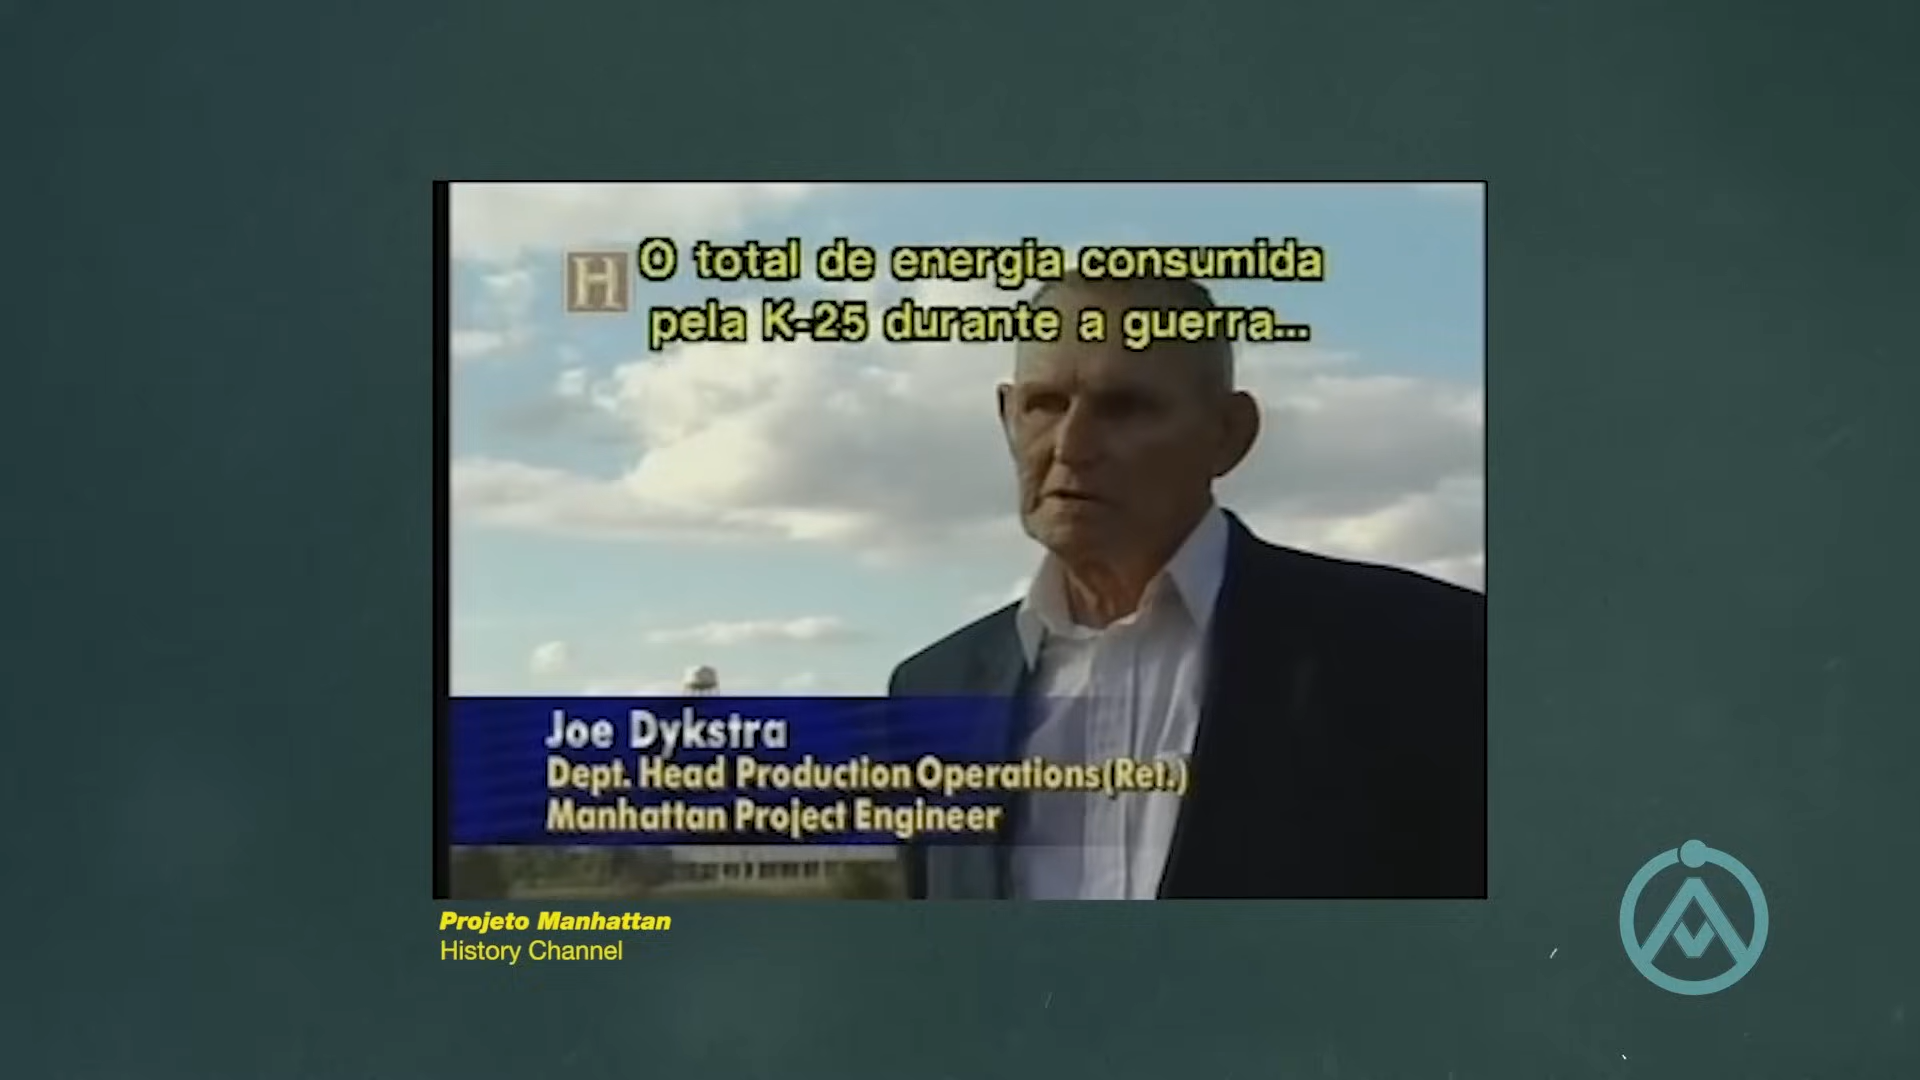 H
O total de energia consumida
pela K-25 durante a guerra...
Joe Dykstra
Dept. Head Production Operations(Ret.)
Manhattan Project Engineer
Projeto Manhattan
History Channel